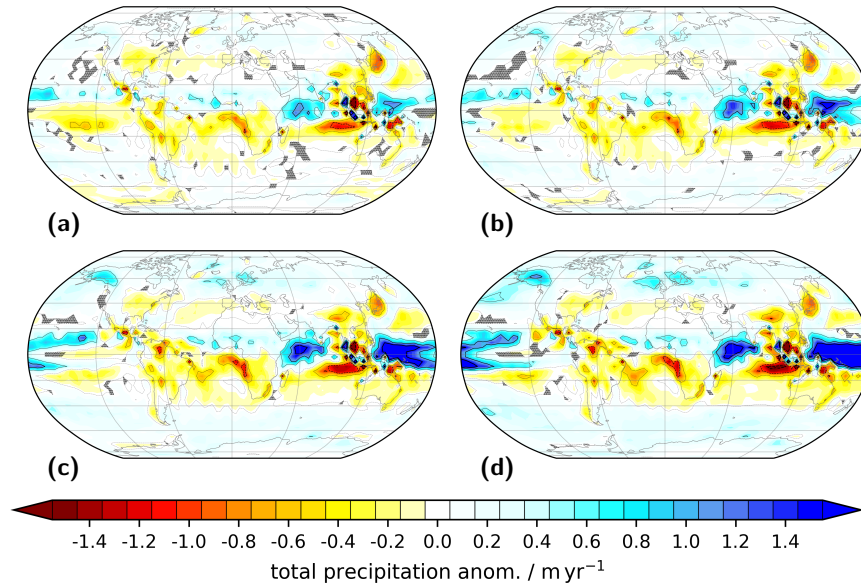 (a)
(b)
(c)
(d)
-1.4 -1.2 -1.0 -0.8 -0.6 -0.4 -0.2 0.0 0.2 0.4 0.6 0.8 1.0 1.2 1.4
total precipitation anom. / m yr⁻¹